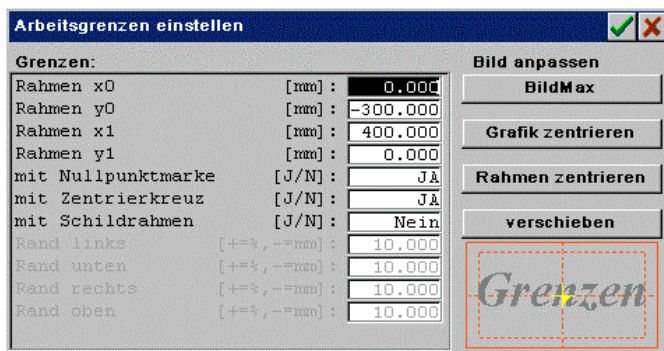 Arbeitsgrenzen einstellen
Grenzen:
Rahmen x0 [mm]: 0.000
Rahmen y0 [mm]: -300.000
Rahmen x1 [mm]: 400.000
Rahmen y1 [mm]: 0.000
mit Nullpunktmarke [J/N]: JA
mit Zentrierkreuz [J/N]: JA
mit Schildrahmen [J/N]: Nein
Rand links [+=%,-=mm]: 10.000
Rand unten [+=%,-=mm]: 10.000
Rand rechts [+=%,-=mm]: 10.000
Rand oben [+=%,-=mm]: 10.000
Bild anpassen
BildMax
Grafik zentrieren
Rahmen zentrieren
verschieben
Grenzen